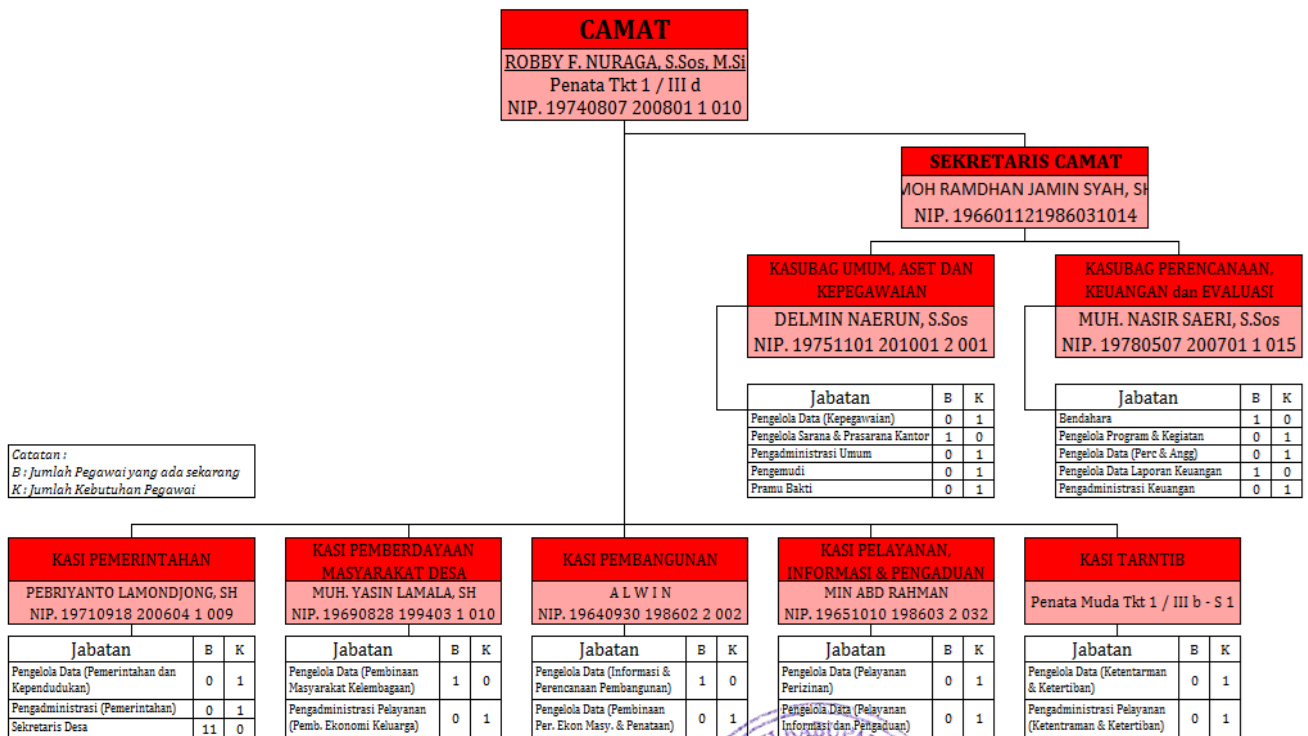 CAMAT
ROBBY F. NURAGA, S.Sos, M.Si
Penata Tkt 1 / III d
NIP. 19740807 200801 1 010
SEKRETARIS CAMAT
MOH RAMDHAN JAMIN SYAH, SH
NIP. 196601121986031014
KASUBAG UMUM, ASET DAN
KEPEGAWAIAN
DELMIN NAERUN, S.Sos
NIP. 19751101 201001 2 001
Jabatan B K
Pengelola Data (Kepegawaian) 0 1
Pengelola Sarana & Prasarana Kantor 1 0
Pengadministrasi Umum 0 1
Pengemudi 0 1
Pramu Bakti 0 1
KASUBAG PERENCANAAN,
KEUANGAN dan EVALUASI
MUH. NASIR SAERI, S.Sos
NIP. 19780507 200701 1 015
Jabatan B K
Bendahara 1 0
Pengelola Program & Kegiatan 0 1
Pengelola Data (Perc & Angg) 0 1
Pengelola Data Laporan Keuangan 1 0
Pengadministrasi Keuangan 0 1
Catatan :
B : Jumlah Pegawai yang ada sekarang
K : Jumlah Kebutuhan Pegawai
KASI PEMERINTAHAN
PEBRIYANTO LAMONDJONG, SH
NIP. 19710918 200604 1 009
Jabatan B K
Pengelola Data (Pemerintahan dan
Kependudukan) 0 1
Pengadministrasi (Pemerintahan) 0 1
Sekretaris Desa 11 0
KASI PEMBERDAYAAN
MASYARAKAT DESA
MUH. YASIN LAMALA, SH
NIP. 19690828 199403 1 010
Jabatan B K
Pengelola Data (Pembinaan
Masyarakat Kelembagaan) 1 0
Pengadministrasi Pelayanan
(Pemb. Ekonomi Keluarga) 0 1
KASI PEMBANGUNAN
A L W I N
NIP. 19640930 198602 2 002
Jabatan B K
Pengelola Data (Informasi &
Perencanaan Pembangunan) 1 0
Pengelola Data (Pembinaan
Per. Ekon Masy. & Penataan) 0 1
KASI PELAYANAN,
INFORMASI & PENGADUAN
MIN ABD RAHMAN
NIP. 19651010 198603 2 032
Jabatan B K
Pengelola Data (Pelayanan
Perizinan) 0 1
Pengelola Data (Pelayanan
Informasi dan Pengaduan) 0 1
KASI TARNTIB
Penata Muda Tkt 1 / III b - S 1
Jabatan B K
Pengelola Data (Ketentarman
& Ketertiban) 0 1
Pengadministrasi Pelayanan
(Ketentraman & Ketertiban) 0 1